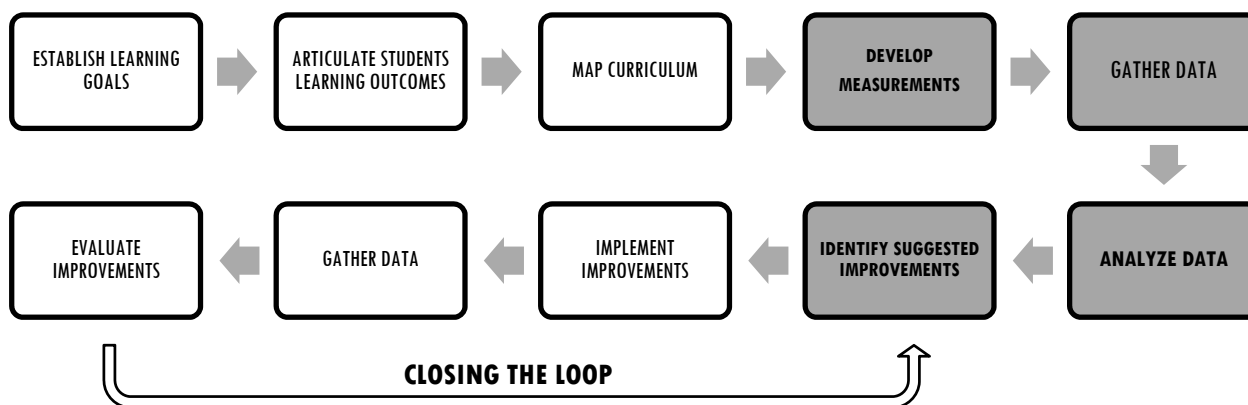 ESTABLISH LEARNING
GOALS
ARTICULATE STUDENTS
LEARNING OUTCOMES
MAP CURRICULUM
DEVELOP
MEASUREMENTS
GATHER DATA
ANALYZE DATA
IDENTIFY SUGGESTED
IMPROVEMENTS
IMPLEMENT
IMPROVEMENTS
GATHER DATA
EVALUATE
IMPROVEMENTS
CLOSING THE LOOP